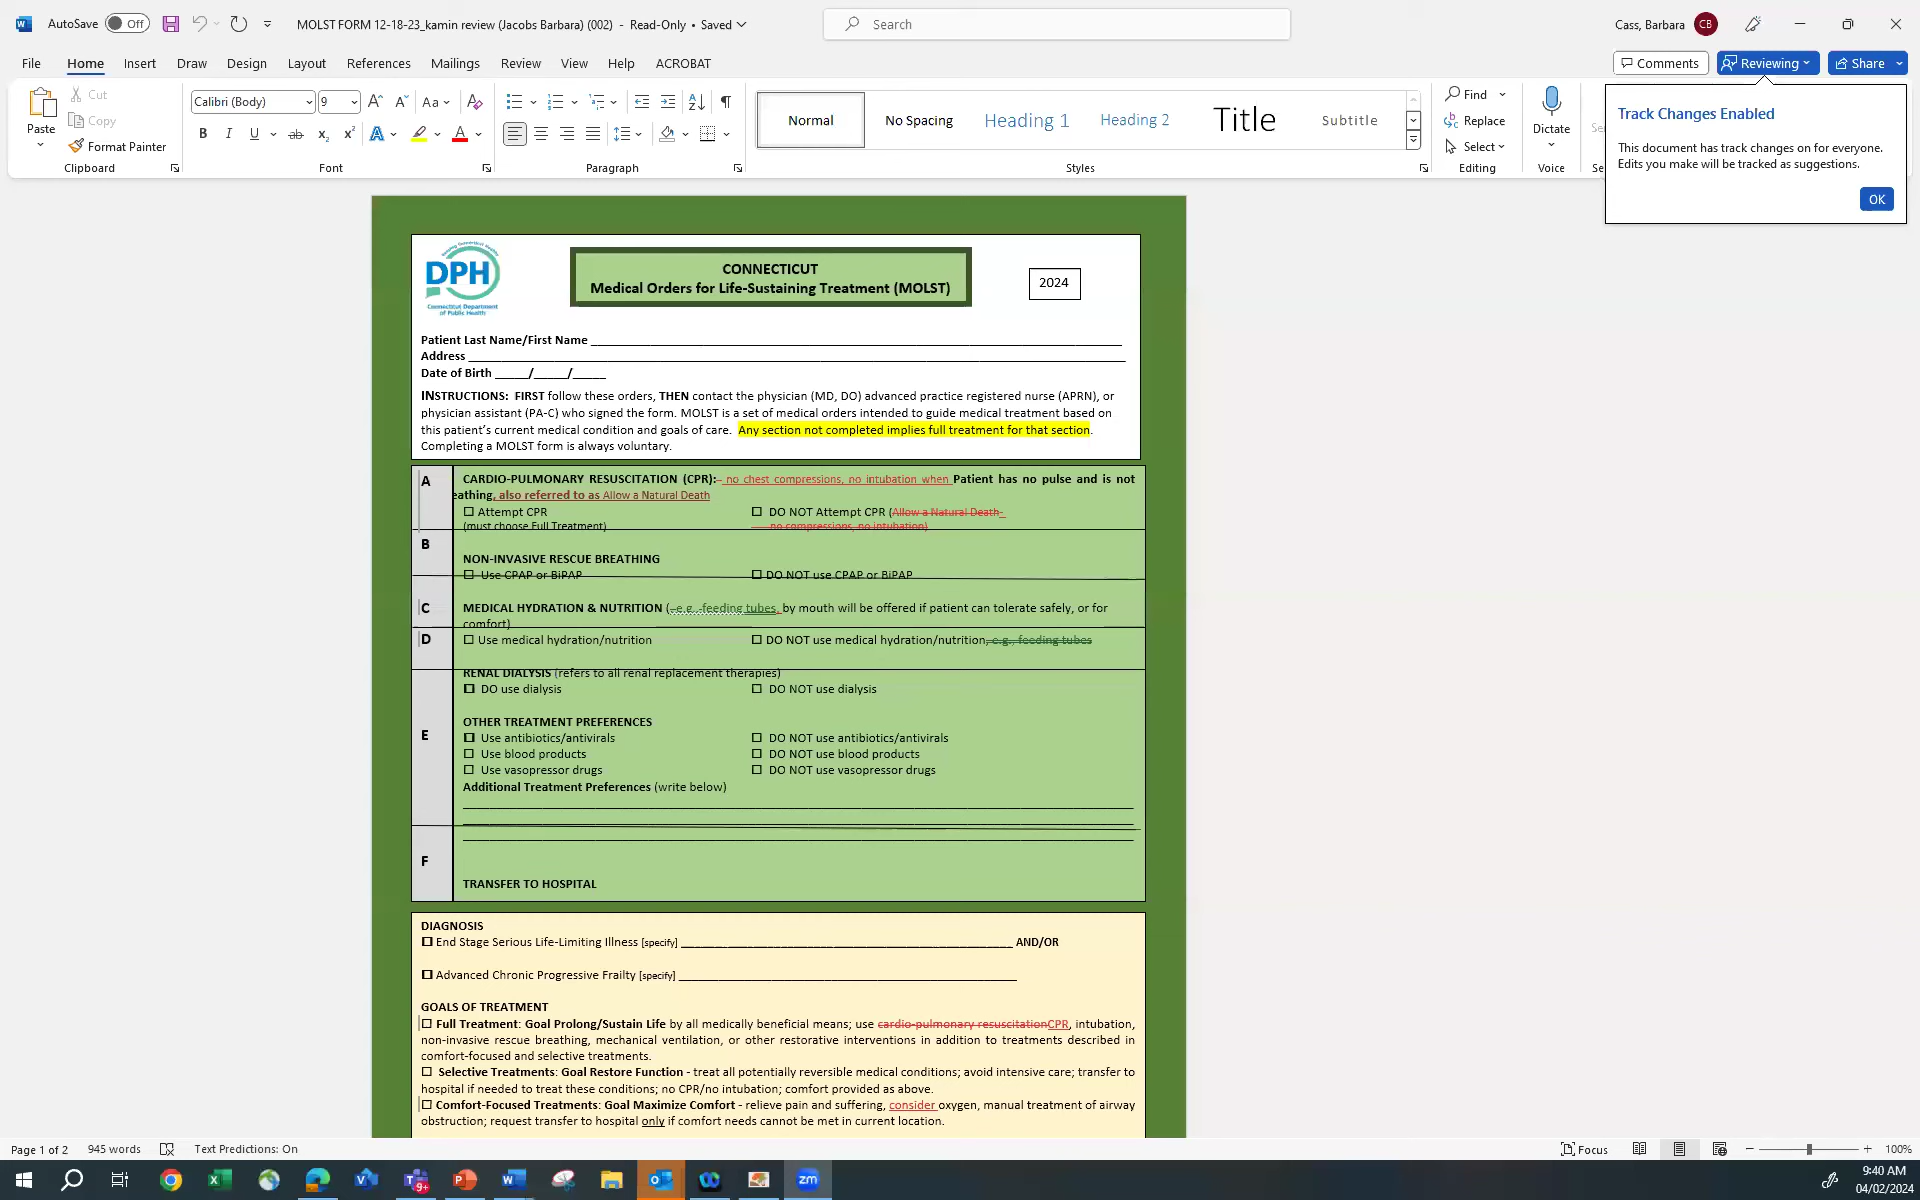 AutoSave Off MOLST FORM 12-18-23_kamin review (Jacobs Barbara) (002) - Read-Only • Saved Search Cass, Barbara CB
File Home Insert Draw Design Layout References Mailings Review View Help ACROBAT Comments Reviewing Share
Paste Cut Copy Format Painter
Calibri (Body) 9
Normal No Spacing Heading 1 Heading 2 Title Subtitle
Find Replace Select Dictate
Clipboard Font Paragraph Styles Editing Voice
Track Changes Enabled
This document has track changes on for everyone.
Edits you make will be tracked as suggestions.
OK
DPH
Connecticut Department
of Public Health
CONNECTICUT
Medical Orders for Life-Sustaining Treatment (MOLST)
2024
Patient Last Name/First Name
Address
Date of Birth _____/_____/_____
INSTRUCTIONS: FIRST follow these orders, THEN contact the physician (MD, DO) advanced practice registered nurse (APRN), or
physician assistant (PA-C) who signed the form. MOLST is a set of medical orders intended to guide medical treatment based on
this patient's current medical condition and goals of care. Any section not completed implies full treatment for that section.
Completing a MOLST form is always voluntary.
A CARDIO-PULMONARY RESUSCITATION (CPR):- no chest compressions, no intubation when Patient has no pulse and is not
eathing, also referred to as Allow a Natural Death
☐ Attempt CPR ☐ DO NOT Attempt CPR (Allow a Natural Death-
(must choose Full Treatment) no compressions, no intubation)
B
NON-INVASIVE RESCUE BREATHING
☐ Use CPAP or BiPAP ☐ DO NOT use CPAP or BiPAP
C MEDICAL HYDRATION & NUTRITION (-e.g., feeding tubes, by mouth will be offered if patient can tolerate safely, or for
comfort)
D ☐ Use medical hydration/nutrition ☐ DO NOT use medical hydration/nutrition, e.g., feeding tubes
RENAL DIALYSIS (refers to all renal replacement therapies)
☐ DO use dialysis ☐ DO NOT use dialysis
OTHER TREATMENT PREFERENCES
E ☐ Use antibiotics/antivirals ☐ DO NOT use antibiotics/antivirals
☐ Use blood products ☐ DO NOT use blood products
☐ Use vasopressor drugs ☐ DO NOT use vasopressor drugs
Additional Treatment Preferences (write below)
F
TRANSFER TO HOSPITAL
DIAGNOSIS
☐ End Stage Serious Life-Limiting Illness [specify] AND/OR
☐ Advanced Chronic Progressive Frailty [specify]
GOALS OF TREATMENT
☐ Full Treatment: Goal Prolong/Sustain Life by all medically beneficial means; use cardio-pulmonary resuscitationCPR, intubation,
non-invasive rescue breathing, mechanical ventilation, or other restorative interventions in addition to treatments described in
comfort-focused and selective treatments.
☐ Selective Treatments: Goal Restore Function - treat all potentially reversible medical conditions; avoid intensive care; transfer to
hospital if needed to treat these conditions; no CPR/no intubation; comfort provided as above.
☐ Comfort-Focused Treatments: Goal Maximize Comfort - relieve pain and suffering, consider oxygen, manual treatment of airway
obstruction; request transfer to hospital only if comfort needs cannot be met in current location.
Page 1 of 2 945 words Text Predictions: On Focus 100%
9:40 AM
04/02/2024